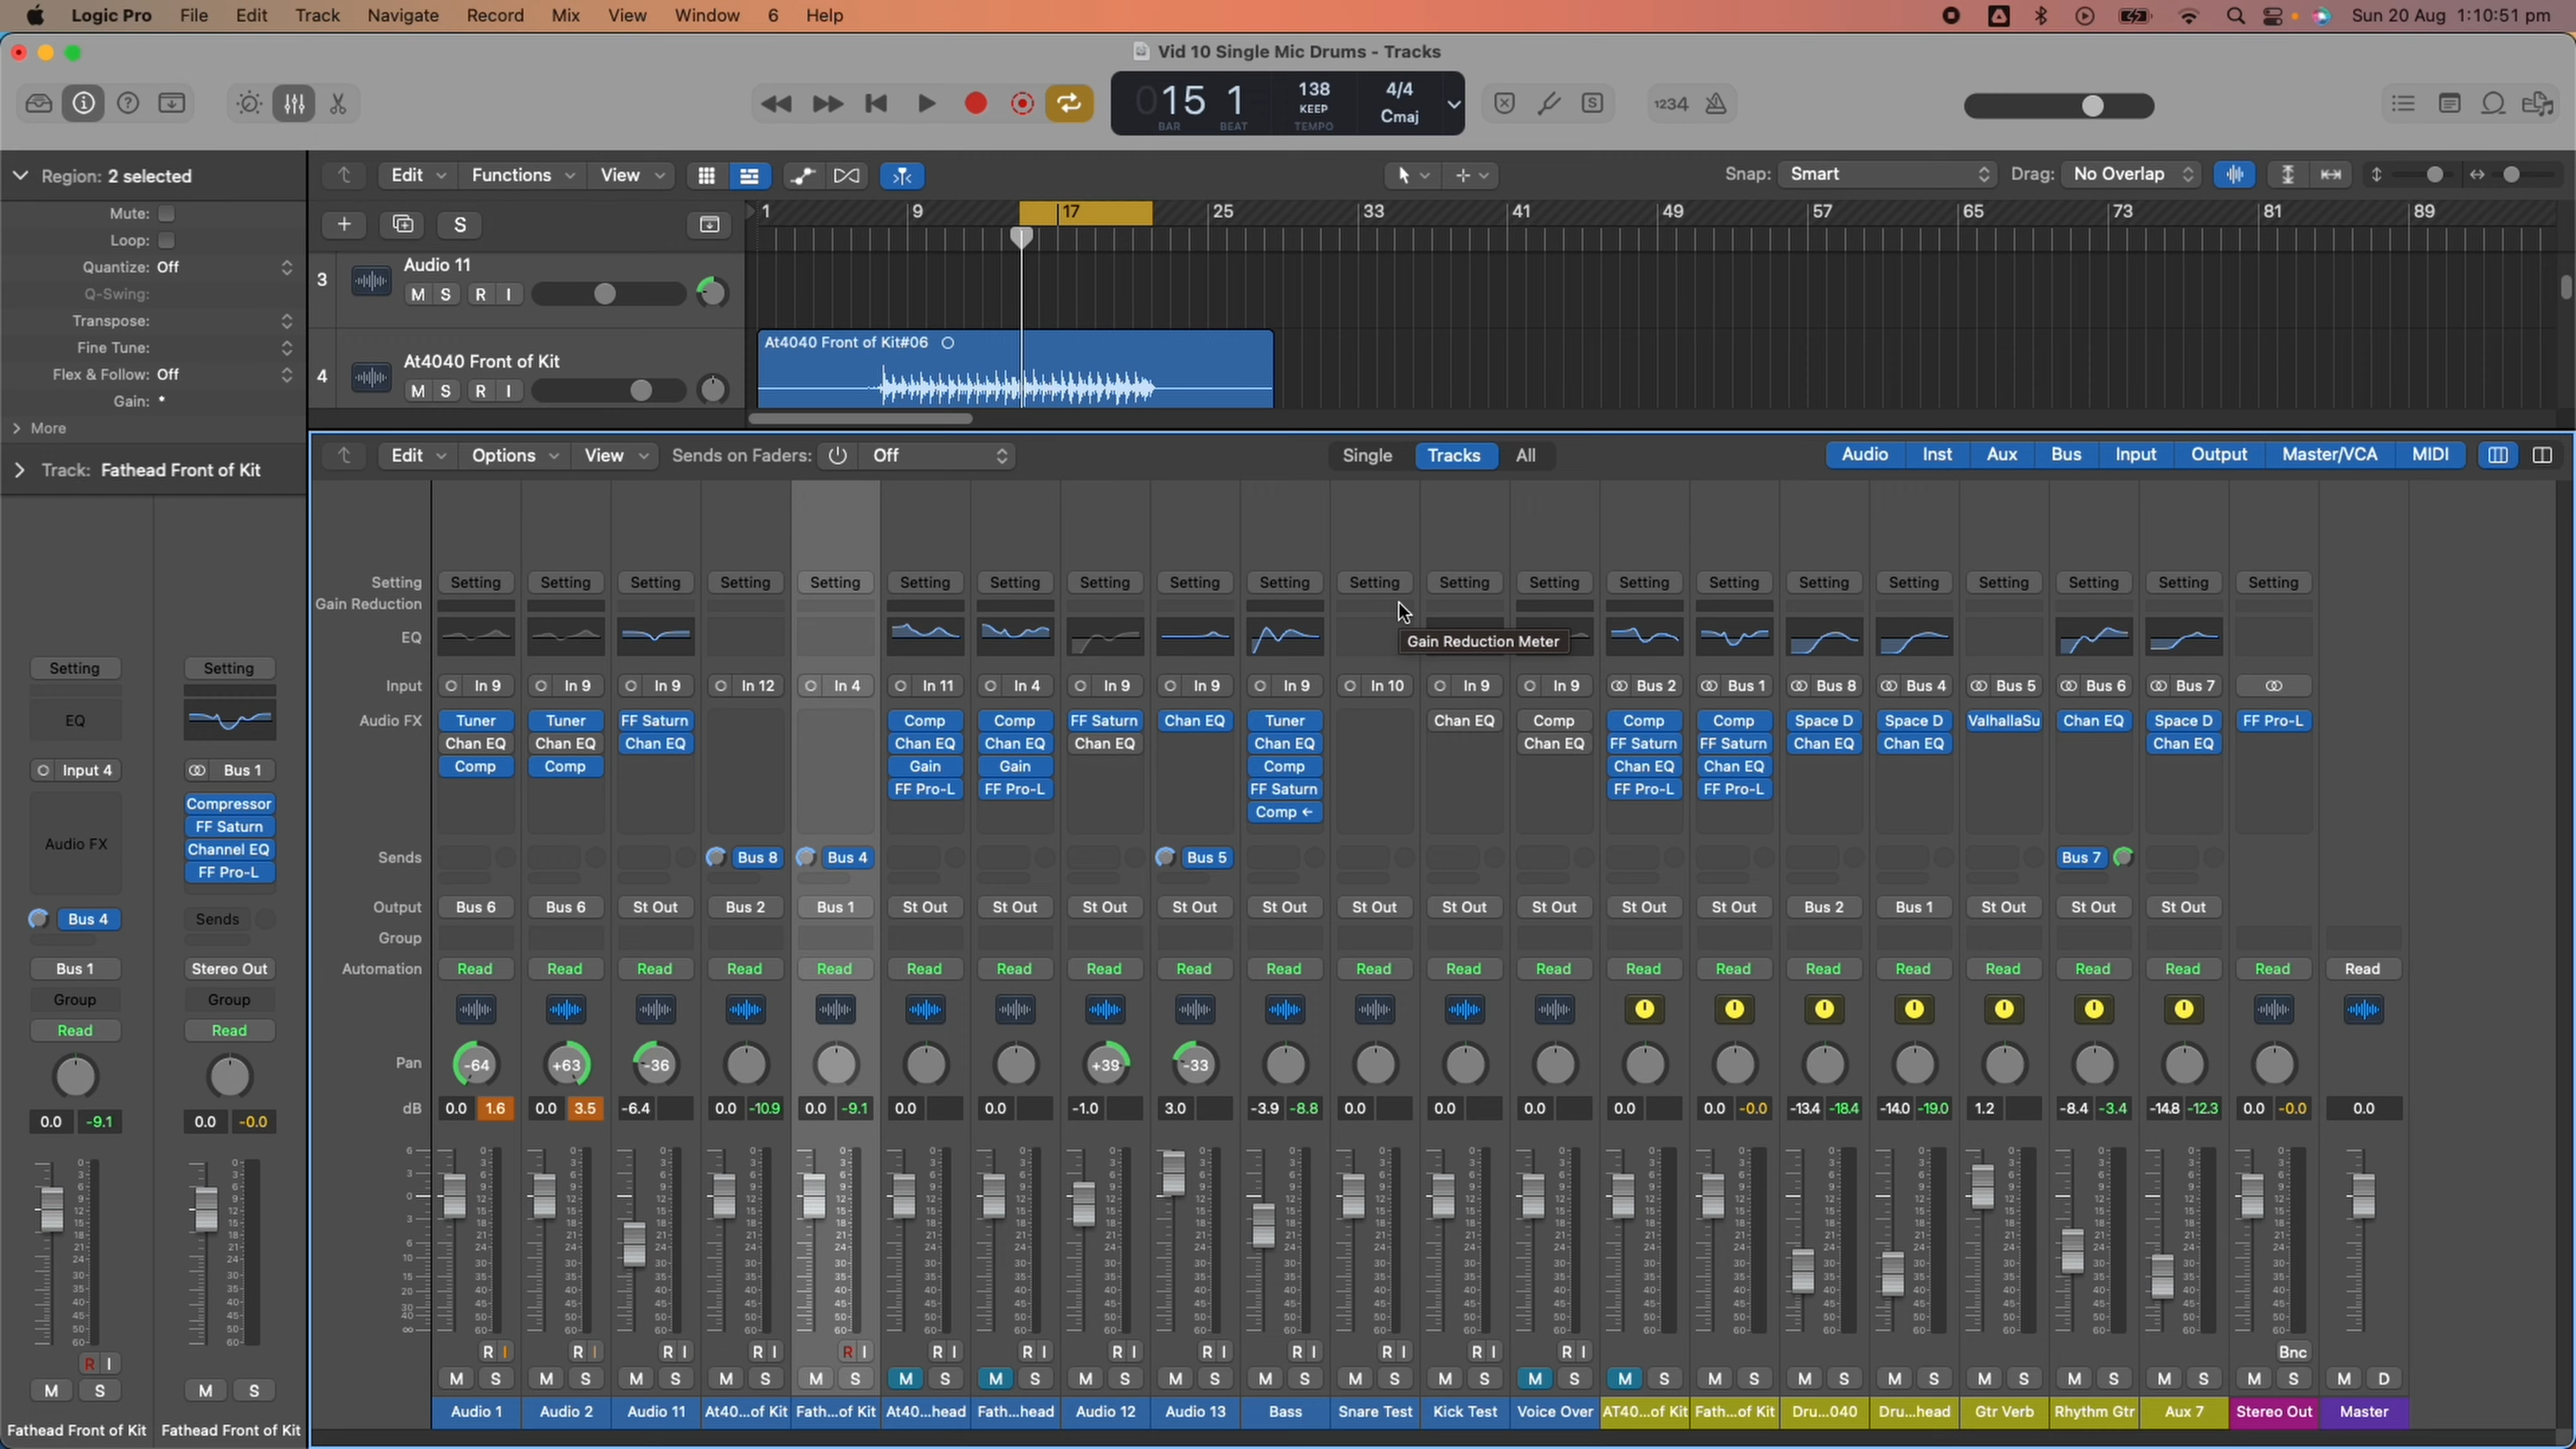 Logic Pro File Edit Track Navigate Record Mix View Window 6 Help Sun 20 Aug 1:10:51 pm
Vid 10 Single Mic Drums - Tracks
015 1 138 4/4
KEEP Cmaj
BAR BEAT TEMPO
1234
Region: 2 selected
Mute:
Loop:
Quantize: Off
Q-Swing:
Transpose:
Fine Tune:
Flex & Follow: Off
Gain:
More
Track: Fathead Front of Kit
Edit Functions View Snap: Smart Drag: No Overlap
S
1 9 17 25 33 41 49 57 65 73 81 89
3 Audio 11
M S R I
4 At4040 Front of Kit
M S R I
At4040 Front of Kit#06
Edit Options View Sends on Faders: Off Single Tracks All Audio Inst Aux Bus Input Output Master/VCA MIDI
Setting Setting Setting Setting Setting Setting Setting Setting Setting Setting Setting Setting Setting Setting Setting Setting Setting Setting Setting Setting Setting Setting
Gain Reduction
EQ
Gain Reduction Meter
Input In 9 In 9 In 9 In 12 In 4 In 11 In 4 In 9 In 9 In 9 In 10 In 9 In 9 Bus 2 Bus 1 Bus 8 Bus 4 Bus 5 Bus 6 Bus 7
Audio FX Tuner Tuner FF Saturn Comp Comp FF Saturn Chan EQ Tuner Chan EQ Comp Comp Comp Space D Space D ValhallaSu Chan EQ Space D FF Pro-L
Chan EQ Chan EQ Chan EQ Chan EQ Chan EQ Chan EQ Chan EQ Chan EQ FF Saturn FF Saturn Chan EQ Chan EQ Chan EQ
Comp Comp Gain Gain Comp Chan EQ Chan EQ
FF Pro-L FF Pro-L FF Saturn FF Pro-L FF Pro-L
Comp
Sends Bus 8 Bus 4 Bus 5 Bus 7
Output Bus 6 Bus 6 St Out Bus 2 Bus 1 St Out St Out St Out St Out St Out St Out St Out St Out St Out St Out Bus 2 Bus 1 St Out St Out St Out
Group
Automation Read Read Read Read Read Read Read Read Read Read Read Read Read Read Read Read Read Read Read Read Read Read
Pan -64 +63 -36 +39 -33
dB 0.0 1.6 0.0 3.5 -6.4 0.0 -10.9 0.0 -9.1 0.0 0.0 -1.0 3.0 -3.9 -8.8 0.0 0.0 0.0 0.0 0.0 -0.0 -13.4 -18.4 -14.0 -19.0 1.2 -8.4 -3.4 -14.8 -12.3 0.0 -0.0 0.0
R I R I R I R I R I R I R I R I R I R I R I R I R I Bnc
M S M S M S M S M S M S M S M S M S M S M S M S M S M S M S M S M S M S M S M S M S M D
Audio 1 Audio 2 Audio 11 At40...of Kit Fath...of Kit At40...head Fath...head Audio 12 Audio 13 Bass Snare Test Kick Test Voice Over AT40...of Kit Fath...of Kit Dru...040 Dru...head Gtr Verb Rhythm Gtr Aux 7 Stereo Out Master
Setting Setting
EQ
Input 4 Bus 1
Audio FX Compressor
FF Saturn
Channel EQ
FF Pro-L
Bus 4 Sends
Bus 1 Stereo Out
Group Group
Read Read
0.0 -9.1 0.0 -0.0
R I
M S M S
Fathead Front of Kit Fathead Front of Kit